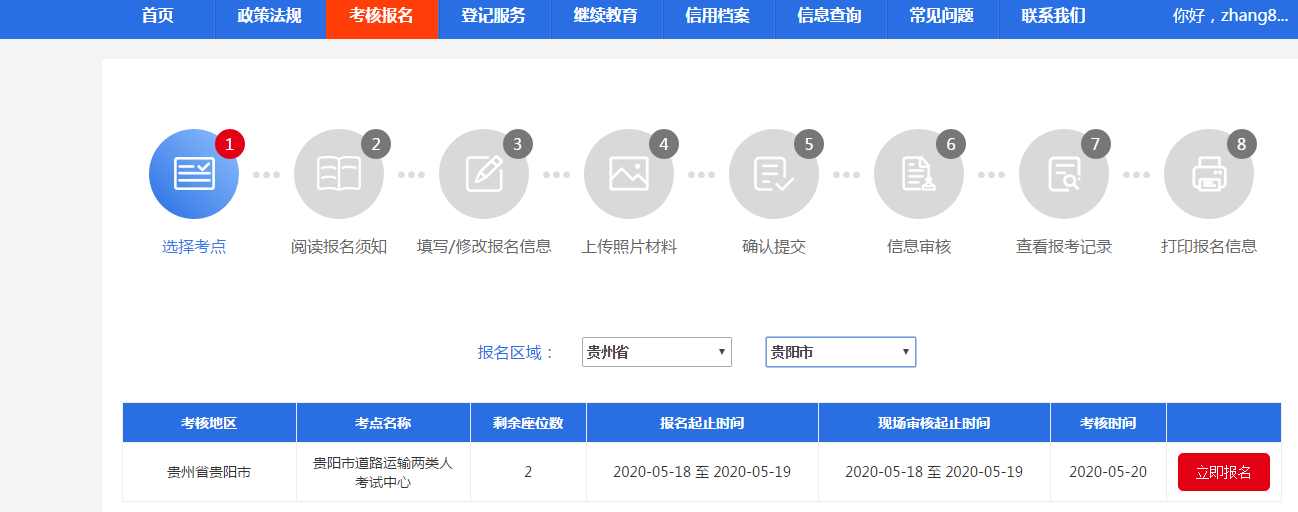 首页 政策法规 考核报名 登记服务 继续教育 信用档案 信息查询 常见问题 联系我们 你好，zhang8...
1 2 3 4 5 6 7 8
选择考点 阅读报名须知 填写/修改报名信息 上传照片材料 确认提交 信息审核 查看报考记录 打印报名信息
报名区域： 贵州省 贵阳市
考核地区 考点名称 剩余座位数 报名起止时间 现场审核起止时间 考核时间
贵州省贵阳市 贵阳市道路运输两类人 2 2020-05-18 至 2020-05-19 2020-05-18 至 2020-05-19 2020-05-20 立即报名
考试中心